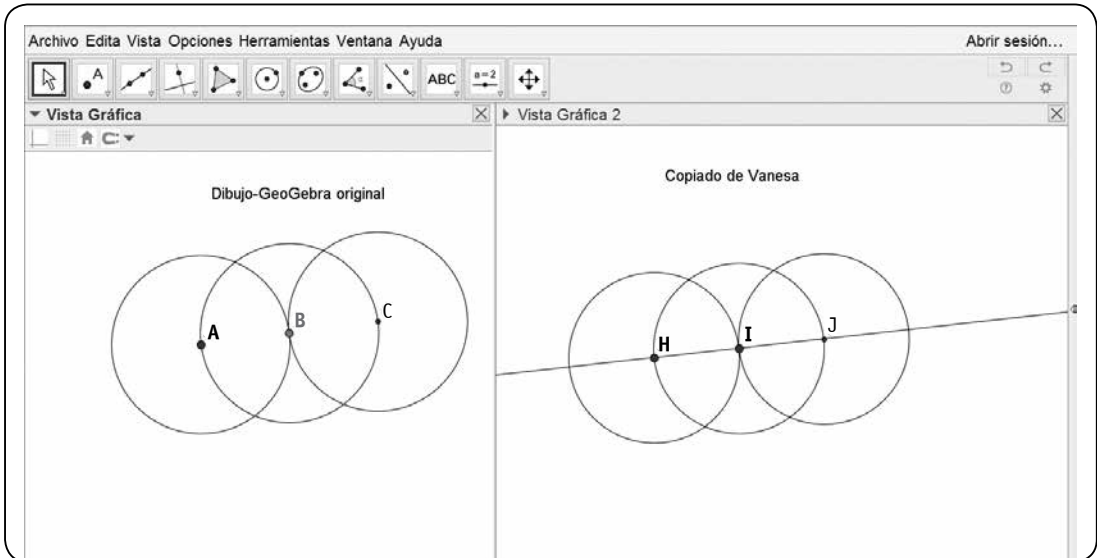 Archivo Edita Vista Opciones Herramientas Ventana Ayuda
Abrir sesión...
A
ABC
a=2
Vista Gráfica
Vista Gráfica 2
Dibujo-GeoGebra original
Copiado de Vanesa
A
B
C
H
I
J